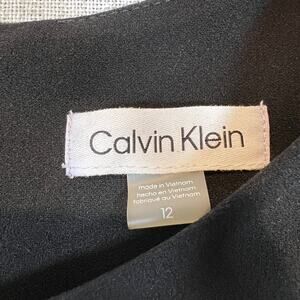 Calvin Klein
made in Vietnam
hecho en Vietnam
fabriqué au Vietnam
12